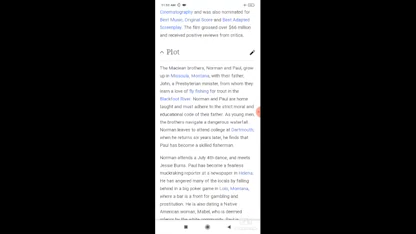 Cinematography and was also nominated for
Best Music, Original Score and Best Adapted
Screenplay. The film grossed over $66 million
and received positive reviews from critics.
Plot
The Maclean brothers, Norman and Paul, grow
up in Missoula, Montana, with their father,
John, a Presbyterian minister, from whom they
learn a love of fly fishing for trout in the
Blackfoot River. Norman and Paul are home
taught and must adhere to the strict moral and
educational code of their father. As young men,
the brothers navigate a dangerous waterfall.
Norman leaves to attend college at Dartmouth;
when he returns six years later, he finds that
Paul has become a skilled fisherman.
Norman attends a July 4th dance, and meets
Jessie Burns. Paul has become a fearless
muckraking reporter at a newspaper in Helena.
He has angered many of the locals by falling
behind in a big poker game in Lolo, Montana,
where a bar is a front for gambling and
prostitution. He is also dating a Native
American woman, Mabel, who is deemed